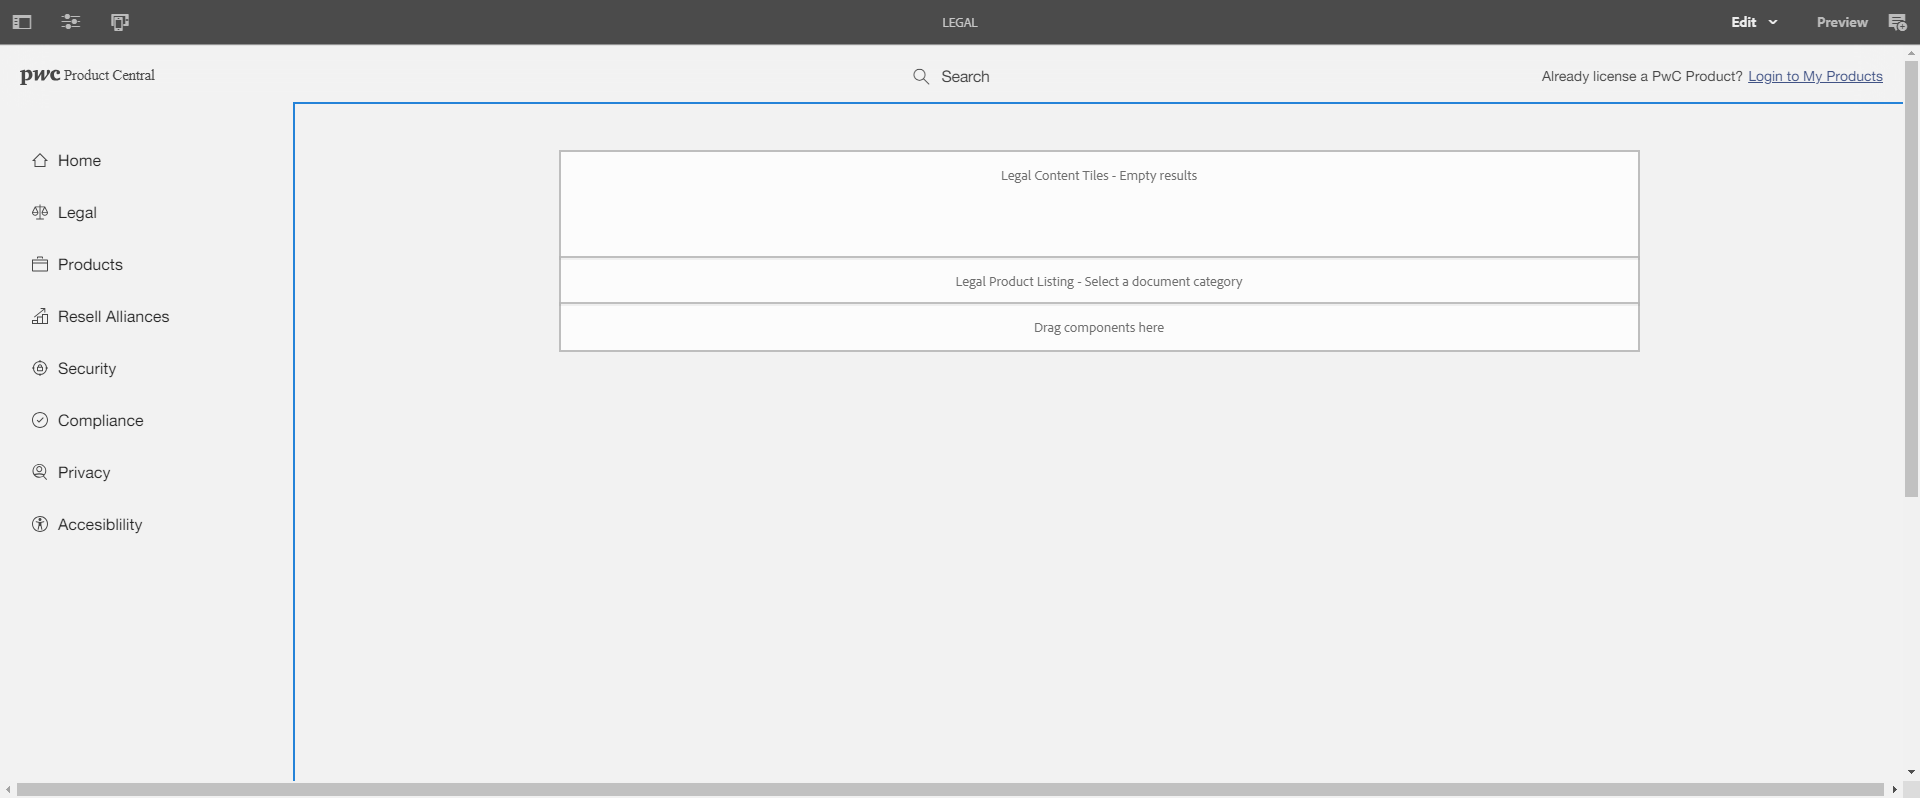 LEGAL
Edit
Preview
pwc Product Central
Search
Already license a PwC Product? Login to My Products
Home
Legal
Products
Resell Alliances
Security
Compliance
Privacy
Accesiblility
Legal Content Tiles - Empty results
Legal Product Listing - Select a document category
Drag components here